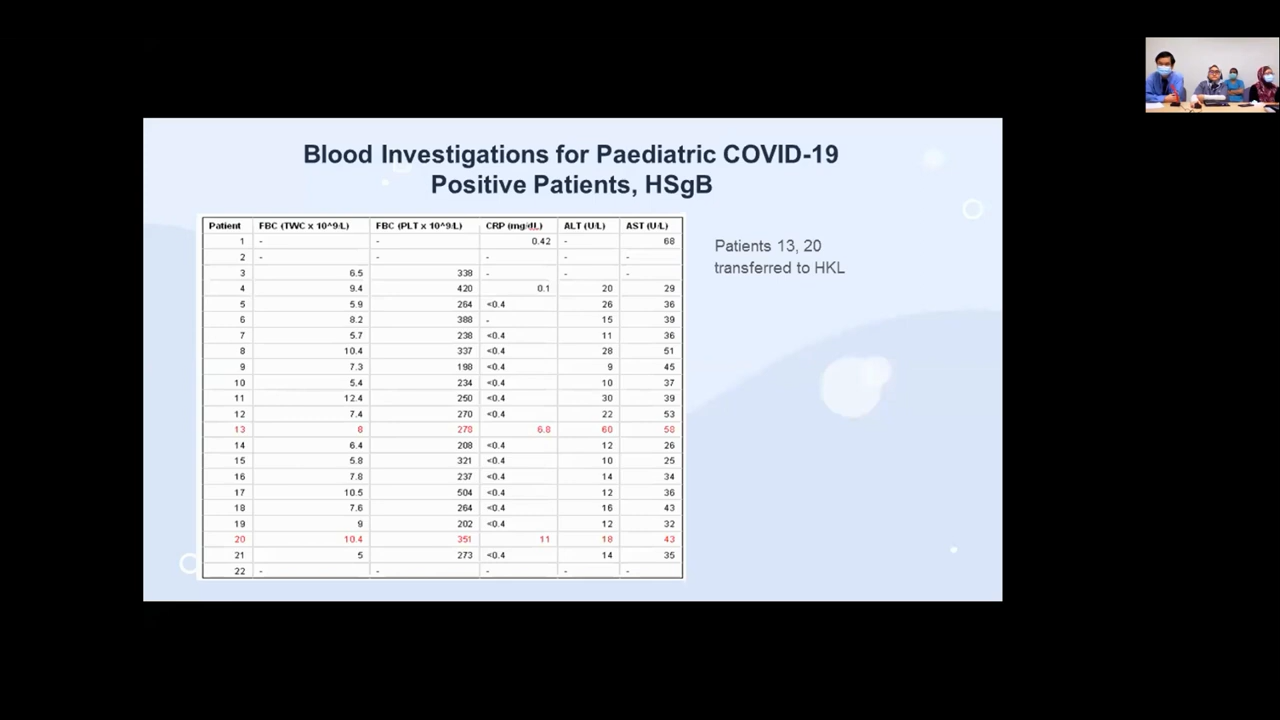 Blood Investigations for Paediatric COVID-19
Positive Patients, HSgB
Patient FBC (TWC x 10^9/L) FBC (PLT x 10^9/L) CRP (mg/dL) ALT (U/L) AST (U/L)
1 - - 0.42 - 68
2 - - - -
3 6.5 338 - - -
4 9.4 420 0.1 20 29
5 5.9 264 <0.4 26 36
6 8.2 388 - 15 39
7 5.7 238 <0.4 11 36
8 10.4 337 <0.4 28 51
9 7.3 198 <0.4 9 45
10 5.4 234 <0.4 10 37
11 12.4 250 <0.4 30 39
12 7.4 270 <0.4 22 53
13 8 278 6.8 60 58
14 6.4 208 <0.4 12 26
15 5.8 321 <0.4 10 25
16 7.8 237 <0.4 14 34
17 10.5 504 <0.4 12 36
18 7.6 264 <0.4 16 43
19 9 202 <0.4 12 32
20 10.4 351 11 18 43
21 5 273 <0.4 14 35
22 - - - - -
Patients 13, 20
transferred to HKL